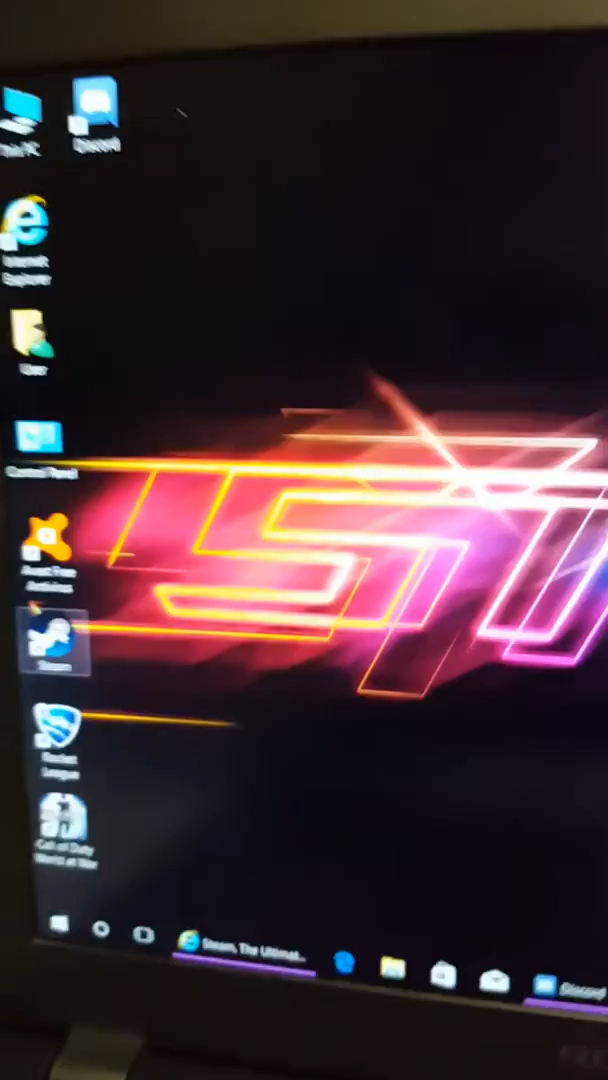 Discord
Internet
Explorer
User
Control Panel
Avast Free
Antivirus
Steam
Rocket
League
Call of Duty
World at War
Steam, The Ultimat...
Discord